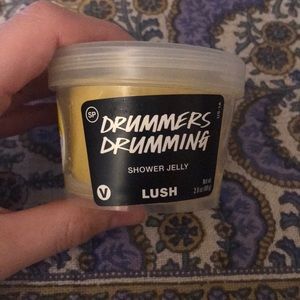 SP
DRUMMERS
DRUMMING
SHOWER JELLY
V
LUSH